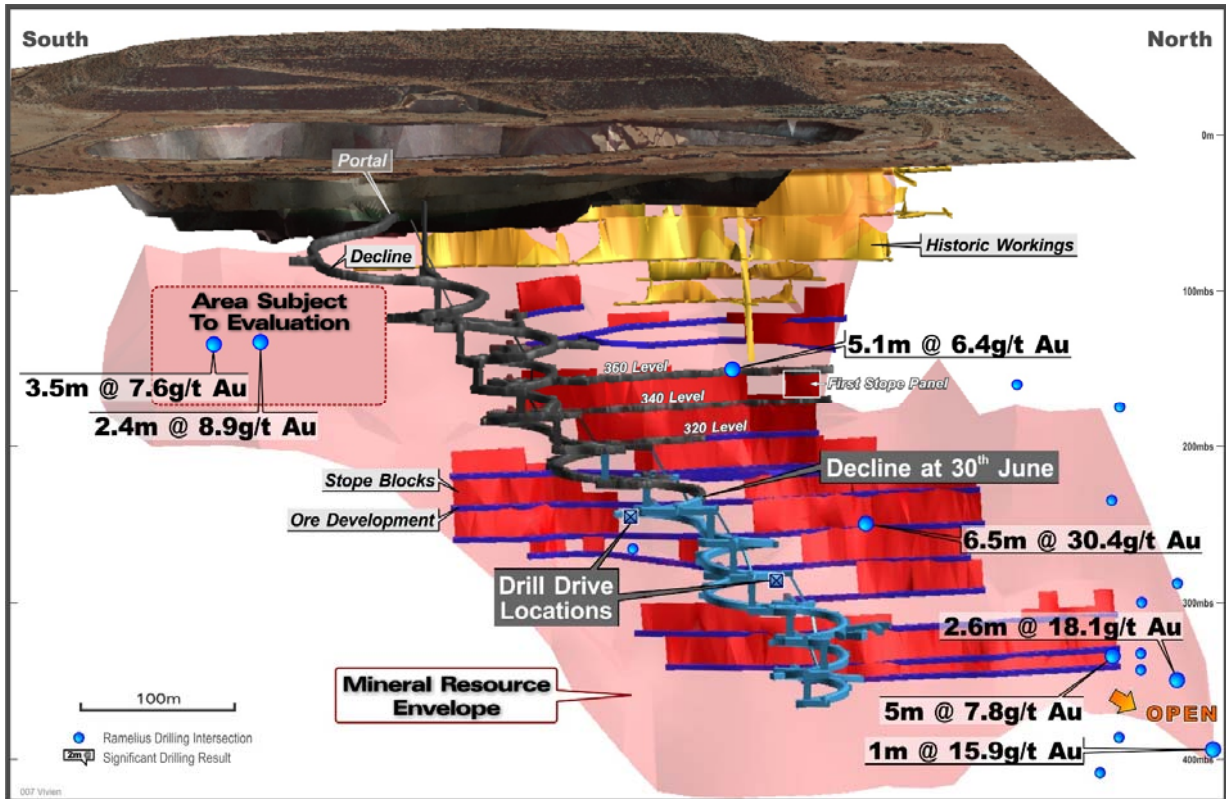 South
North
0m
Portal
Decline
Historic Workings
100mbs
Area Subject
To Evaluation
3.5m @ 7.6g/t Au
2.4m @ 8.9g/t Au
5.1m @ 6.4g/t Au
360 Level
First Stope Panel
340 Level
320 Level
200mbs
Decline at 30th June
Stope Blocks
Ore Development
6.5m @ 30.4g/t Au
Drill Drive
Locations
300mbs
2.6m @ 18.1g/t Au
Mineral Resource
Envelope
5m @ 7.8g/t Au
OPEN
1m @ 15.9g/t Au
400mbs
100m
Ramelius Drilling Intersection
2m @
Significant Drilling Result
007 Vivien